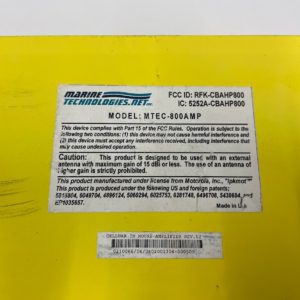 MARINE
TECHNOLOGIES.NET
FCC ID: RFK-CBAHP800
IC: 5252A-CBAHP800
MODEL: MTEC-800AMP
This device complies with Part 15 of the FCC Rules. Operation is subject to the
following two conditions: (1) this device may not cause harmful interference and
(2) this device must accept any interference, including interference that
may cause undesired operation.
Caution: This product is designed to be used with an external
antenna with maximum gain of 15 dBi or less. The use of an antenna of
higher gain is strictly prohibited.
This product is manufactured under license from Motorola, Inc.
This product is manufactured under the following US and foreign patents:
Made in